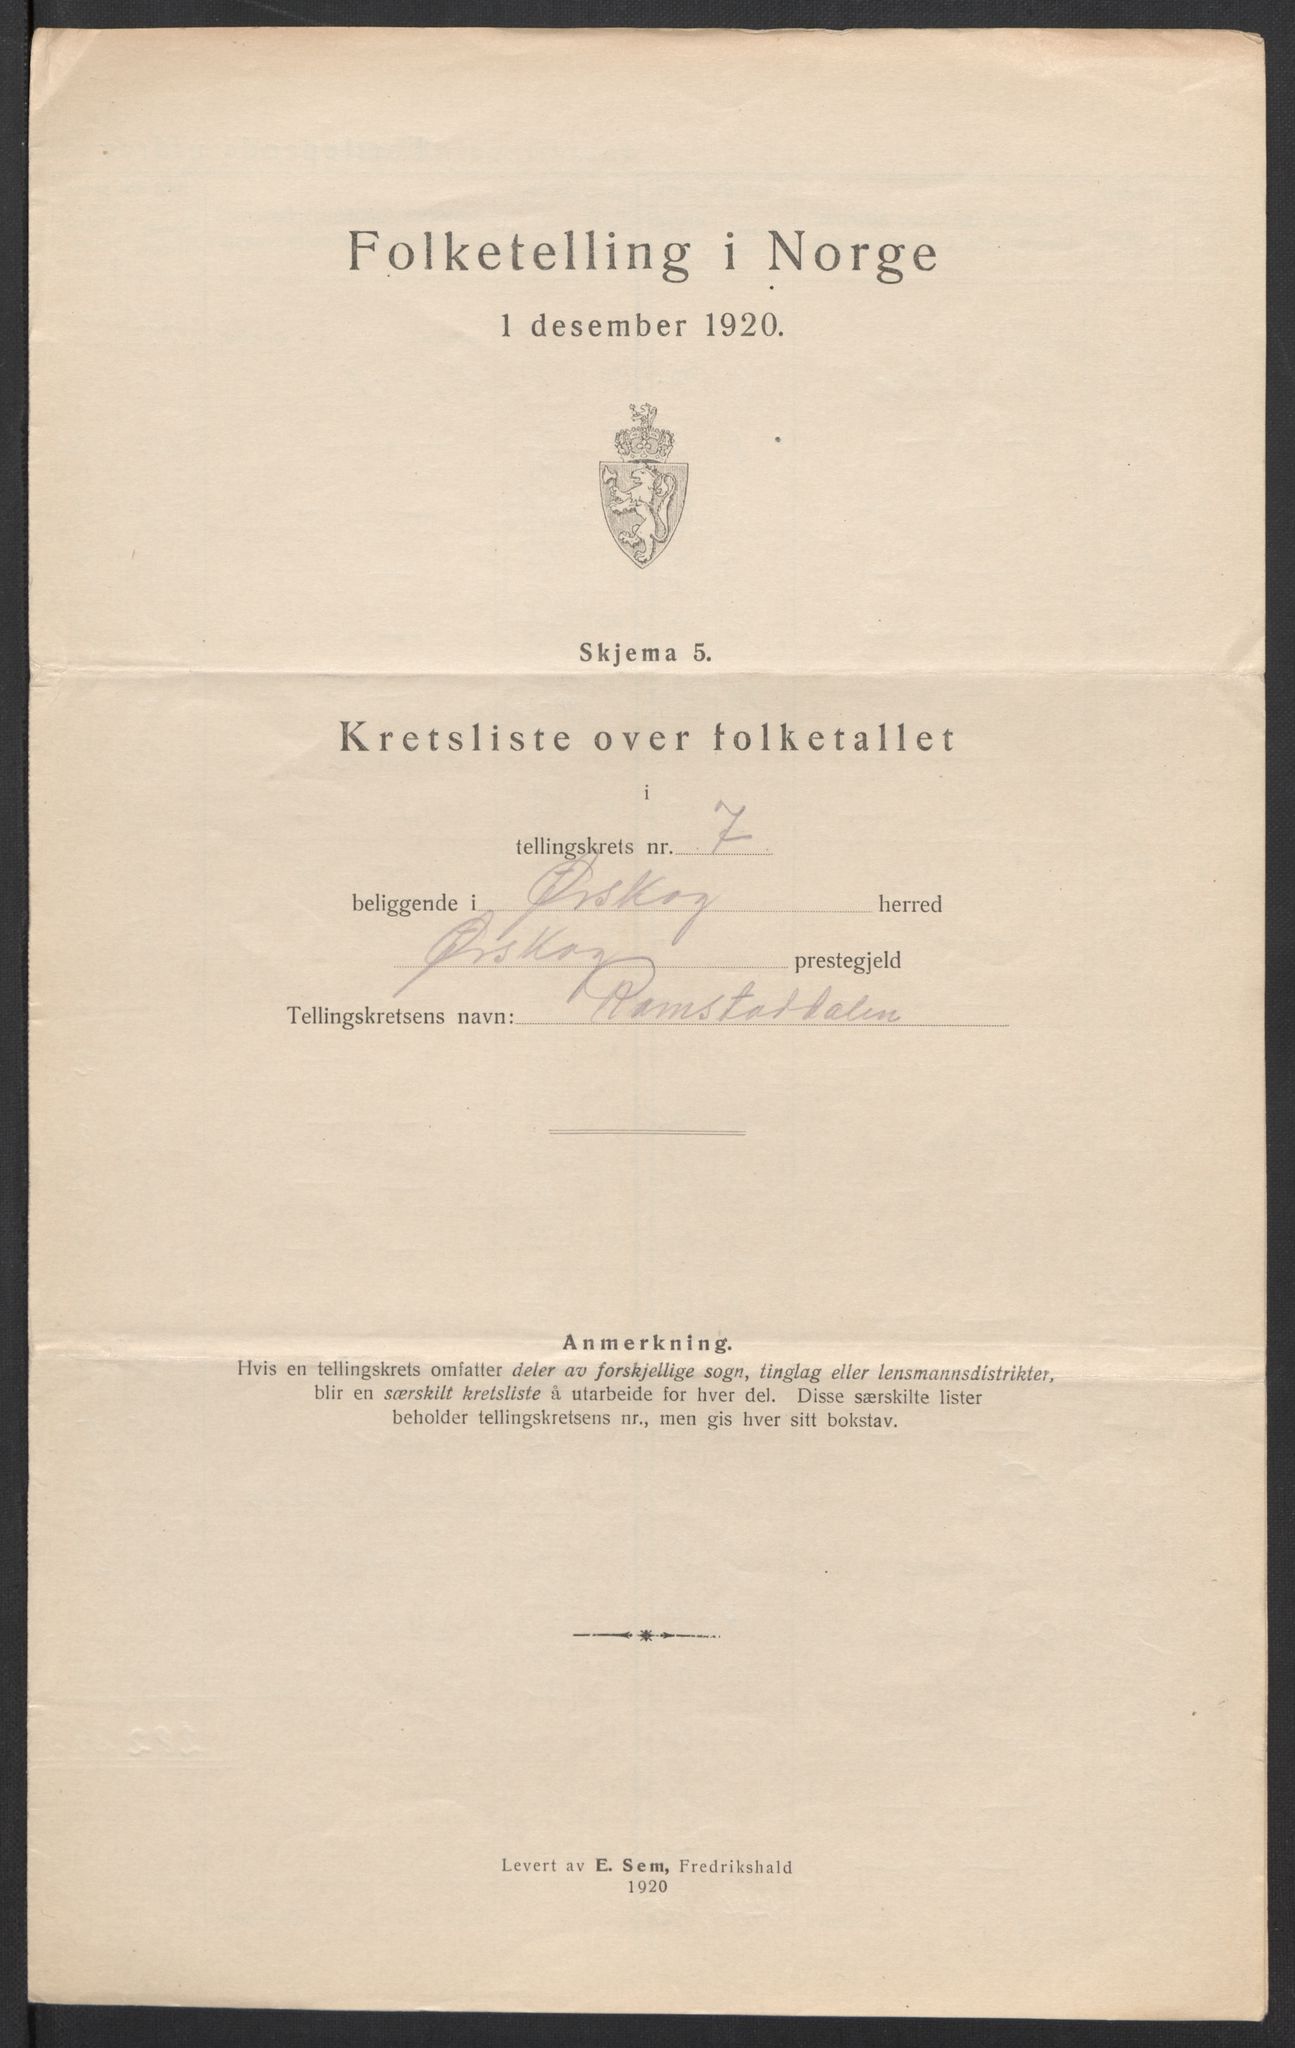 Folketelling i Norge
1 desember 1920.
Skjema 5.
Kretsliste over folketallet
i
tellingskrets nr. 7
beliggende i Ørskog herred
Ørskog prestegjeld
Tellingskretsens navn: Ramstaddalen
Anmerkning.
Hvis en tellingskrets omfatter deler av forskjellige sogn, tinglag eller lensmannsdistrikter,
blir en særskilt kretsliste å utarbeide for hver del. Disse særskilte lister
beholder tellingskretsens nr., men gis hver sitt bokstav.
Levert av E. Sem, Fredrikshald
1920